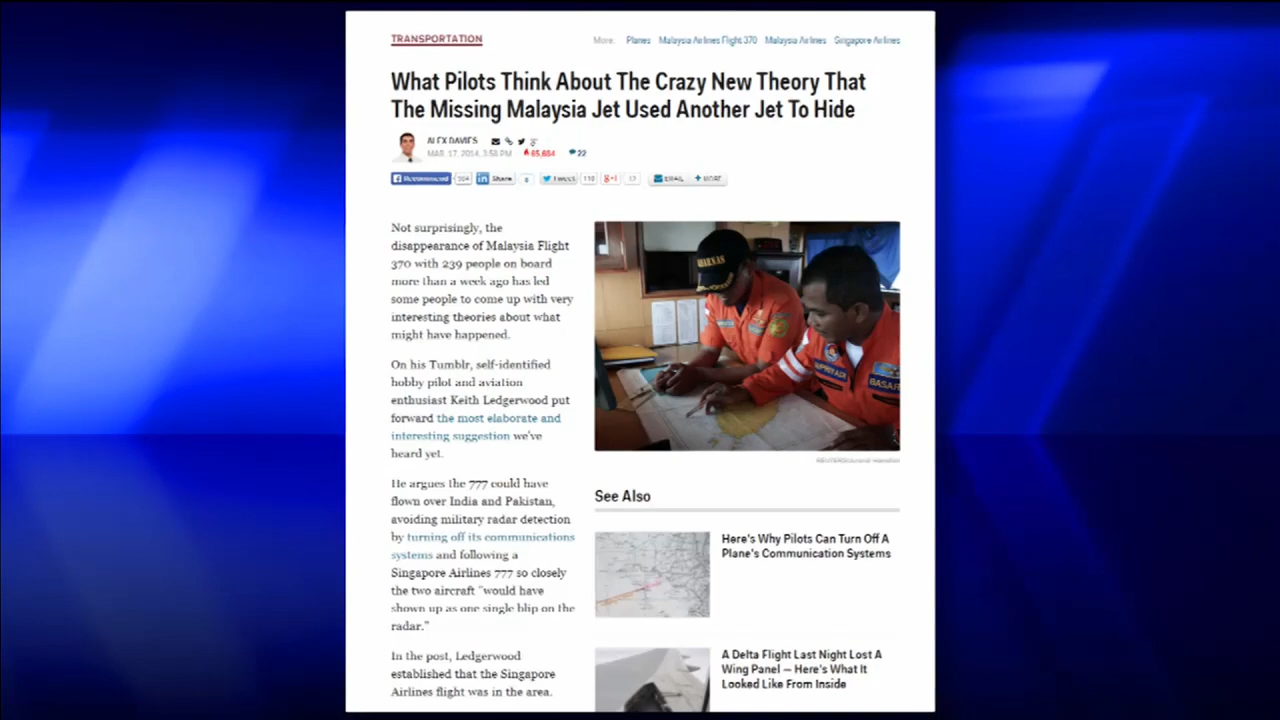 TRANSPORTATION
More: Planes Malaysia Airlines Flight 370 Malaysia Airlines Singapore Airlines
What Pilots Think About The Crazy New Theory That
The Missing Malaysia Jet Used Another Jet To Hide
ALEX DAVIES
MAR. 17, 2014, 3:58 PM 22
Recommend Share Tweet 110 EMAIL + MORE
Not surprisingly, the
disappearance of Malaysia Flight
370 with 239 people on board
more than a week ago has led
some people to come up with very
interesting theories about what
might have happened.
On his Tumblr, self-identified
hobby pilot and aviation
enthusiast Keith Ledgerwood put
forward the most elaborate and
interesting suggestion we've
heard yet.
He argues the 777 could have
flown over India and Pakistan,
avoiding military radar detection
by turning off its communications
systems and following a
Singapore Airlines 777 so closely
the two aircraft "would have
shown up as one single blip on the
radar."
In the post, Ledgerwood
established that the Singapore
Airlines flight was in the area.
BASARNAS
SUPRIYADI
BASAR
See Also
Here's Why Pilots Can Turn Off A
Plane's Communication Systems
A Delta Flight Last Night Lost A
Wing Panel — Here's What It
Looked Like From Inside